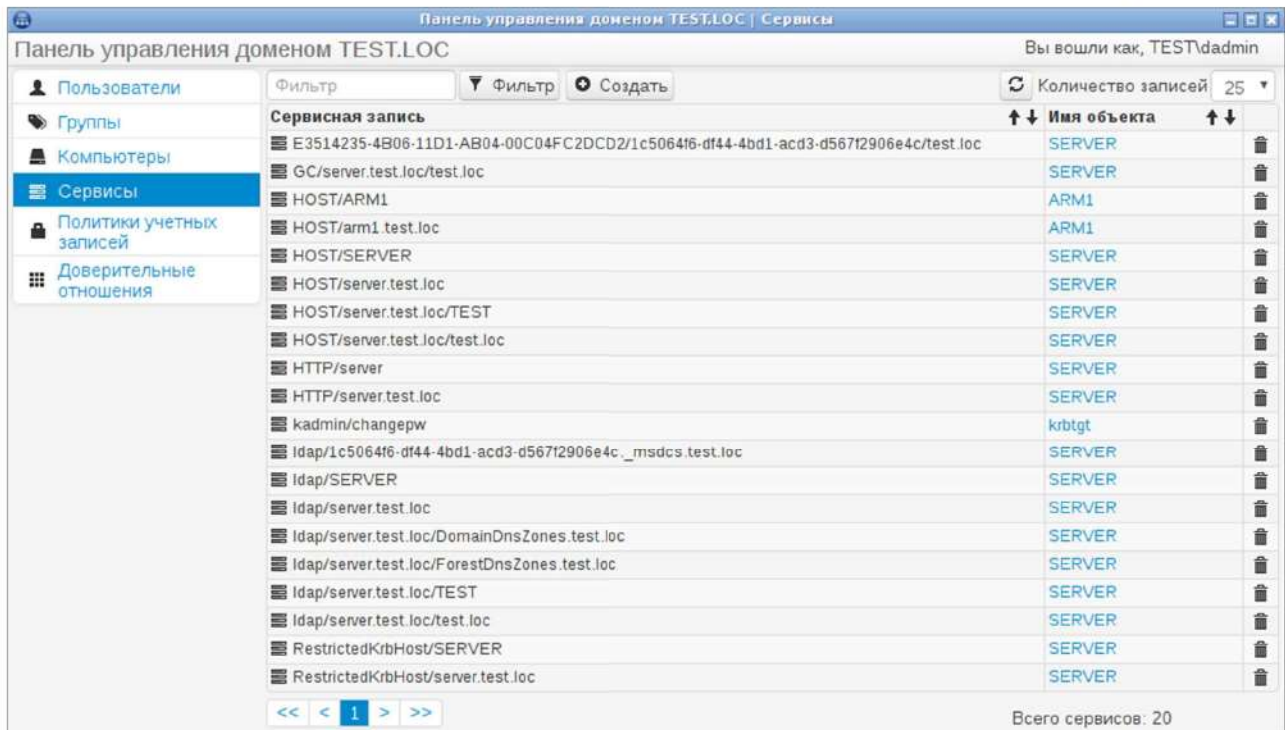 Панель управления доменом TEST.LOC | Сервисы
Панель управления доменом TEST.LOC
Вы вошли как, TEST\dadmin
Пользователи
Группы
Компьютеры
Сервисы
Политики учетных записей
Доверительные отношения
Фильтр
Фильтр
Создать
Количество записей 25
Сервисная запись Имя объекта
E3514235-4B06-11D1-AB04-00C04FC2DCD2/1c5064f6-df44-4bd1-acd3-d567f2906e4c/test.loc SERVER
GC/server.test.loc/test.loc SERVER
HOST/ARM1 ARM1
HOST/arm1.test.loc ARM1
HOST/SERVER SERVER
HOST/server.test.loc SERVER
HOST/server.test.loc/TEST SERVER
HOST/server.test.loc/test.loc SERVER
HTTP/server SERVER
HTTP/server.test.loc SERVER
kadmin/changepw krbtgt
ldap/1c5064f6-df44-4bd1-acd3-d567f2906e4c._msdcs.test.loc SERVER
ldap/SERVER SERVER
ldap/server.test.loc SERVER
ldap/server.test.loc/DomainDnsZones.test.loc SERVER
ldap/server.test.loc/ForestDnsZones.test.loc SERVER
ldap/server.test.loc/TEST SERVER
ldap/server.test.loc/test.loc SERVER
RestrictedKrbHost/SERVER SERVER
RestrictedKrbHost/server.test.loc SERVER
<< < 1 > >>
Всего сервисов: 20